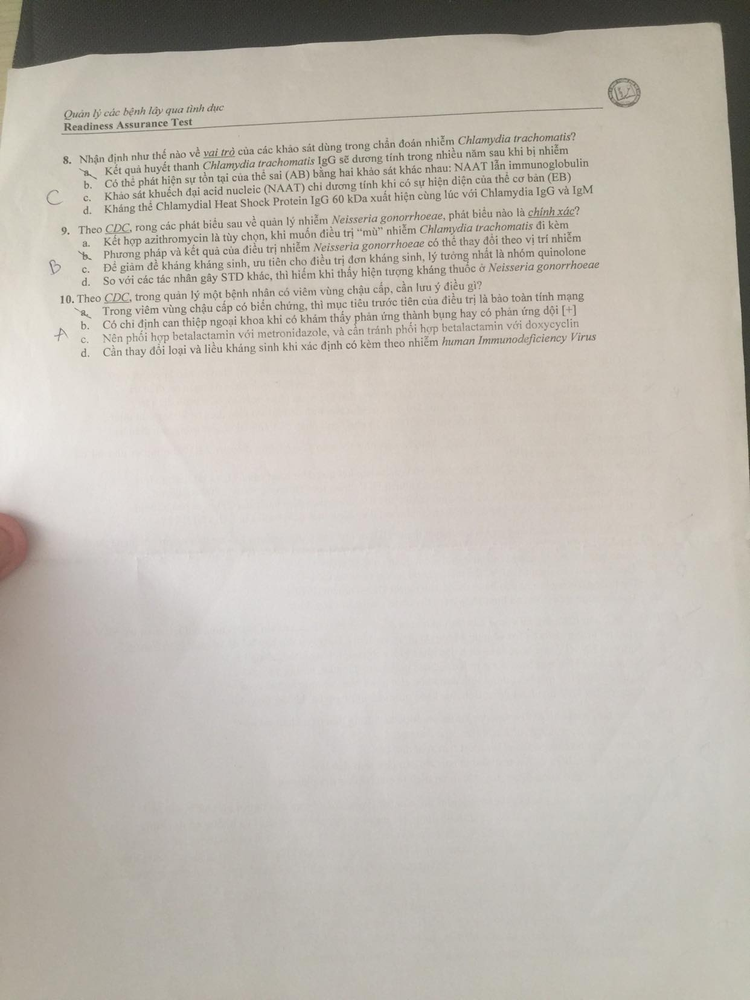 Quản lý các bệnh lây qua tình dục
Readiness Assurance Test
8. Nhận định như thế nào về vai trò của các khảo sát dùng trong chẩn đoán nhiễm Chlamydia trachomatis?
a. Kết quả huyết thanh Chlamydia trachomatis IgG sẽ dương tính trong nhiều năm sau khi bị nhiễm
b. Có thể phát hiện sự tồn tại của thể sai (AB) bằng hai khảo sát khác nhau: NAAT lẫn immunoglobulin
C c. Khảo sát khuếch đại acid nucleic (NAAT) chỉ dương tính khi có sự hiện diện của thể cơ bản (EB)
d. Kháng thể Chlamydial Heat Shock Protein IgG 60 kDa xuất hiện cùng lúc với Chlamydia IgG và IgM
9. Theo CDC, rong các phát biểu sau về quản lý nhiễm Neisseria gonorrhoeae, phát biểu nào là chính xác?
a. Kết hợp azithromycin là tùy chọn, khi muốn điều trị “mù” nhiễm Chlamydia trachomatis đi kèm
b. Phương pháp và kết quả của điều trị nhiễm Neisseria gonorrhoeae có thể thay đổi theo vị trí nhiễm
B c. Để giảm đề kháng kháng sinh, ưu tiên cho điều trị đơn kháng sinh, lý tưởng nhất là nhóm quinolone
d. So với các tác nhân gây STD khác, thì hiếm khi thấy hiện tượng kháng thuốc ở Neisseria gonorrhoeae
10. Theo CDC, trong quản lý một bệnh nhân có viêm vùng chậu cấp, cần lưu ý điều gì?
a. Trong viêm vùng chậu cấp có biến chứng, thì mục tiêu trước tiên của điều trị là bảo toàn tính mạng
b. Có chỉ định can thiệp ngoại khoa khi có khám thấy phản ứng thành bụng hay có phản ứng dội [+]
A c. Nên phối hợp betalactamin với metronidazole, và cần tránh phối hợp betalactamin với doxycyclin
d. Cần thay đổi loại và liều kháng sinh khi xác định có kèm theo nhiễm human Immunodeficiency Virus